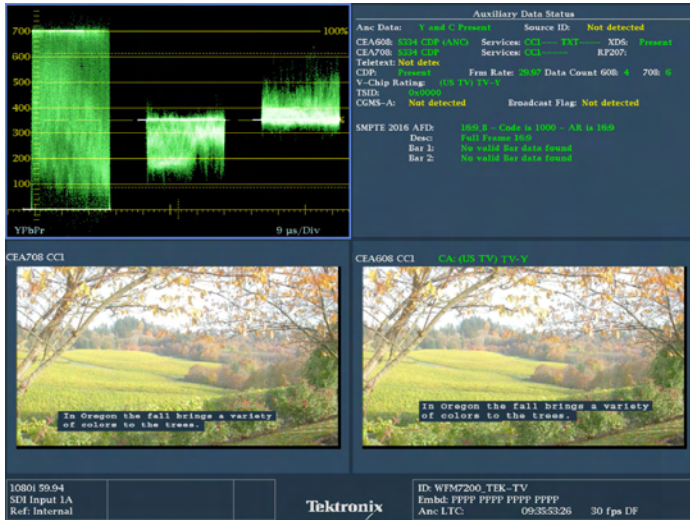 700
100%
600
500
400
300
200
100
YPbPr
9 µs/Div
Auxiliary Data Status
Anc Data: Y and C Present Source ID: Not detected
CEA608: S334 CDP (ANC) Services: CC1---- TXT---- XDS: Present
CEA708: S334 CDP Services: CC1------ RP207:
Teletext: Not detec
CDP: Present Frm Rate: 29.97 Data Count 608: 4 708: 6
V-Chip Rating: (US TV) TV-Y
TSID: 0x0000
CGMS-A: Not detected Broadcast Flag: Not detected
SMPTE 2016 AFD: 16:9_8 - Code is 1000 - AR is 16:9
Desc: Full Frame 16:9
Bar 1: No valid Bar data found
Bar 2: No valid Bar data found
CEA708 CC1
In Oregon the fall brings a variety
of colors to the trees.
CEA608 CC1 CA: (US TV) TV-Y
In Oregon the fall brings a variety
of colors to the trees.
1080i 59.94
SDI Input 1A
Ref: Internal
Tektronix
ID: WFM7200_TEK-TV
Embd: PPPP PPPP PPPP PPPP
Anc LTC: 09:35:53:26 30 fps DF